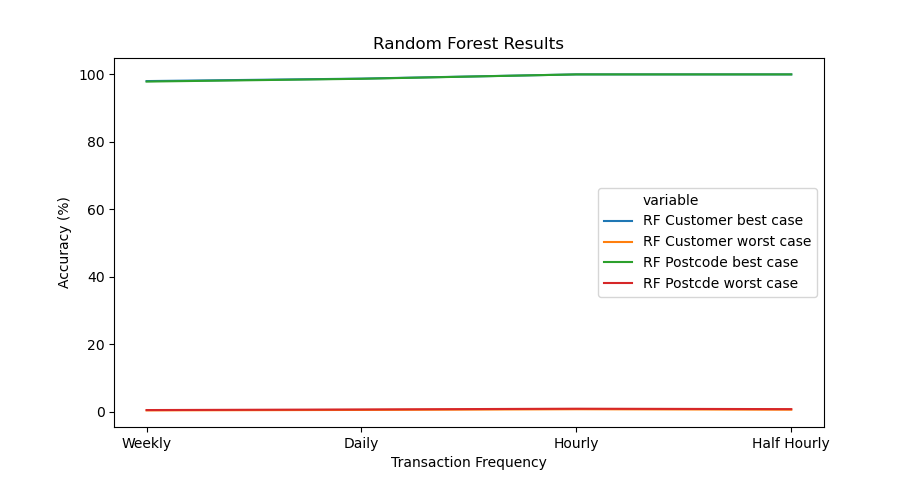 Random Forest Results
100
80
60
40
20
0
Accuracy (%)
variable
RF Customer best case
RF Customer worst case
RF Postcode best case
RF Postcde worst case
Weekly
Daily
Hourly
Half Hourly
Transaction Frequency